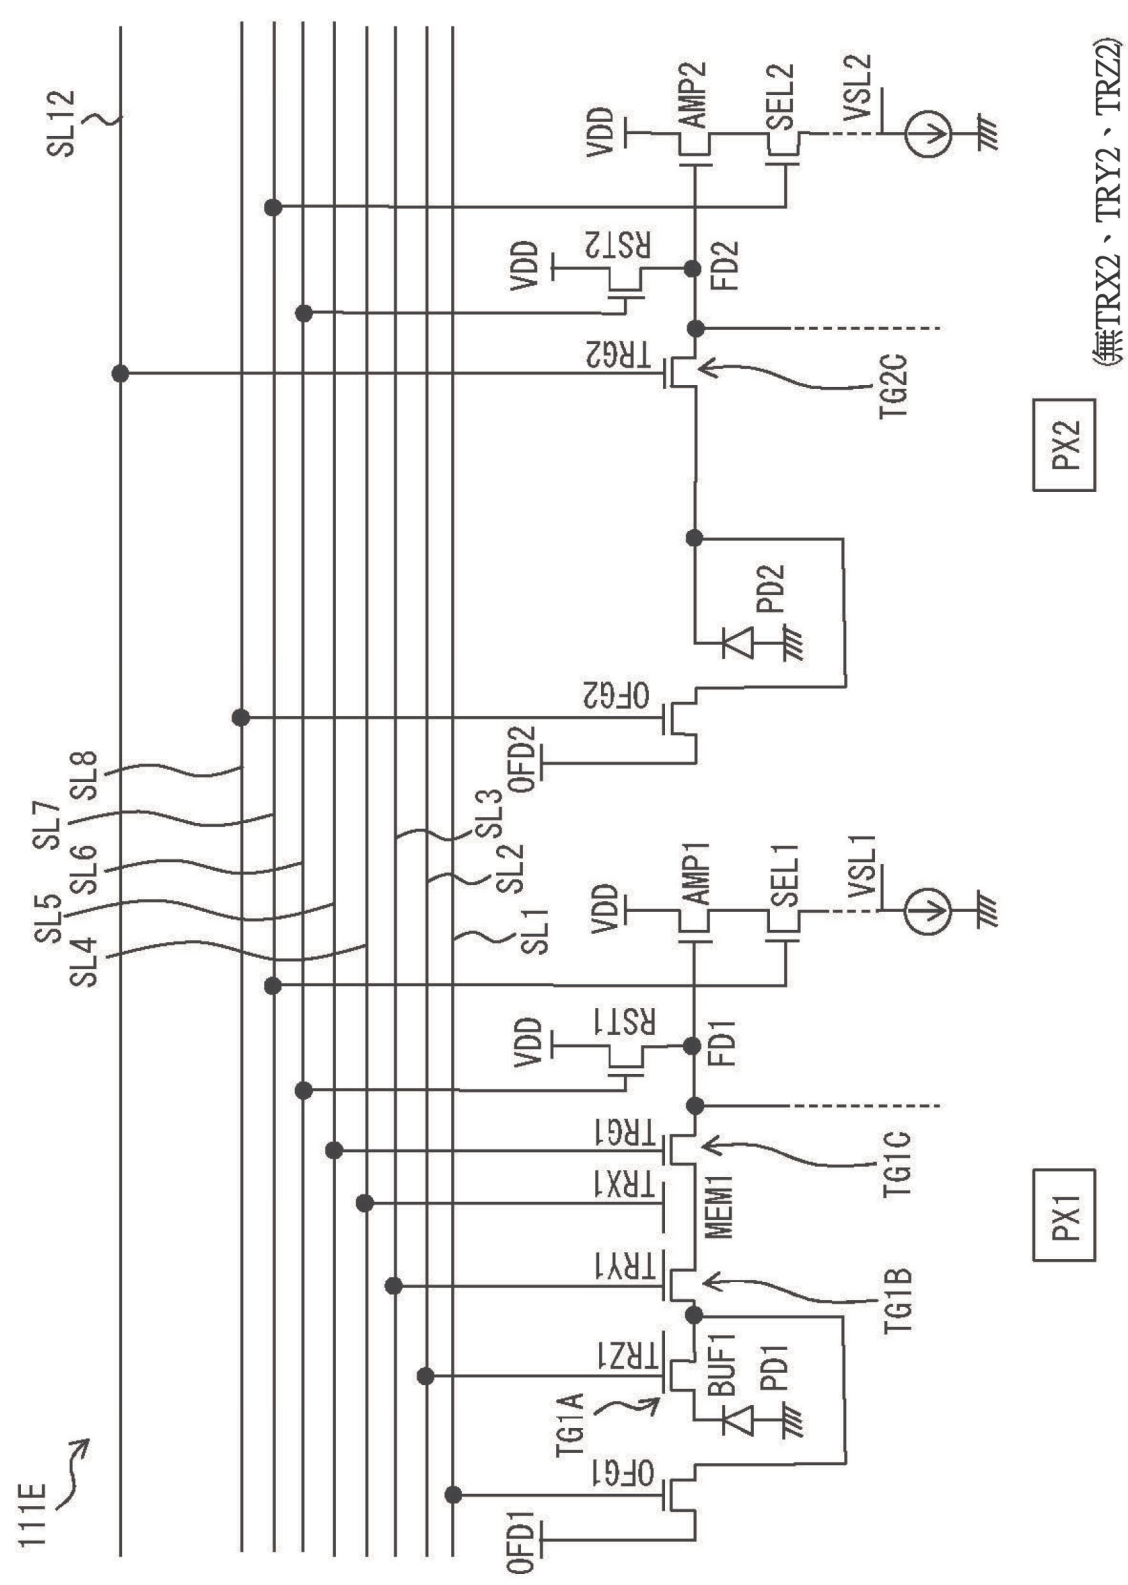 111E
SL12
SL8
SL7
SL6
SL5
SL4
SL3
SL2
SL1
OFD1
OFG1
TG1A
TRZ1
BUF1
PD1
TRY1
TG1B
TRX1
MEM1
TRG1
TG1C
VDD
RST1
FD1
VDD
AMP1
SEL1
VSL1
OFD2
OFG2
PD2
TRG2
TG2C
VDD
RST2
FD2
VDD
AMP2
SEL2
VSL2
PX1
PX2
(無TRX2、TRY2、TRZ2)